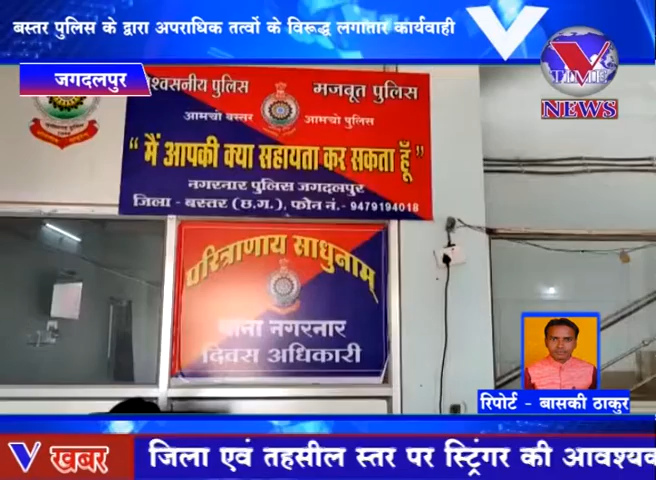 बस्तर पुलिस के द्वारा अपराधिक तत्वों के विरूद्ध लगातार कार्यवाही
जगदलपुर
V TIME
NEWS
विश्वसनीय पुलिस मजबूत पुलिस
आमचो बस्तर आमचो पुलिस
“ मैं आपकी क्या सहायता कर सकता हूँ ”
नगरनार पुलिस जगदलपुर
जिला - बस्तर (छ.ग.), फोन नं.- 9479194018
परित्राणाय साधुनाम्
थाना नगरनार
दिवस अधिकारी
रिपोर्ट - बासकी ठाकुर
V खबर
जिला एवं तहसील स्तर पर स्ट्रिंगर की